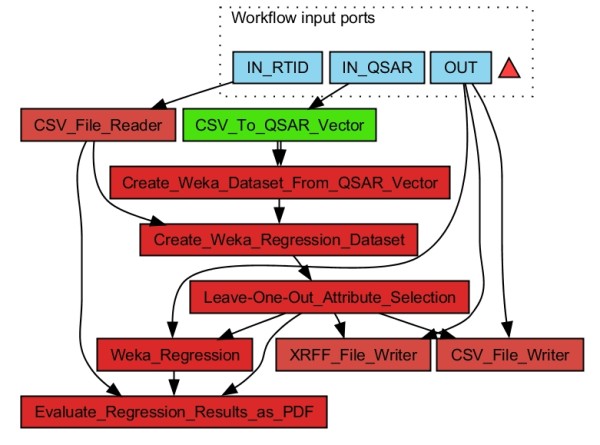 Workflow input ports
IN_RTID
IN_QSAR
OUT
CSV_File_Reader
CSV_To_QSAR_Vector
Create_Weka_Dataset_From_QSAR_Vector
Create_Weka_Regression_Dataset
Leave-One-Out_Attribute_Selection
Weka_Regression
XRFF_File_Writer
CSV_File_Writer
Evaluate_Regression_Results_as_PDF